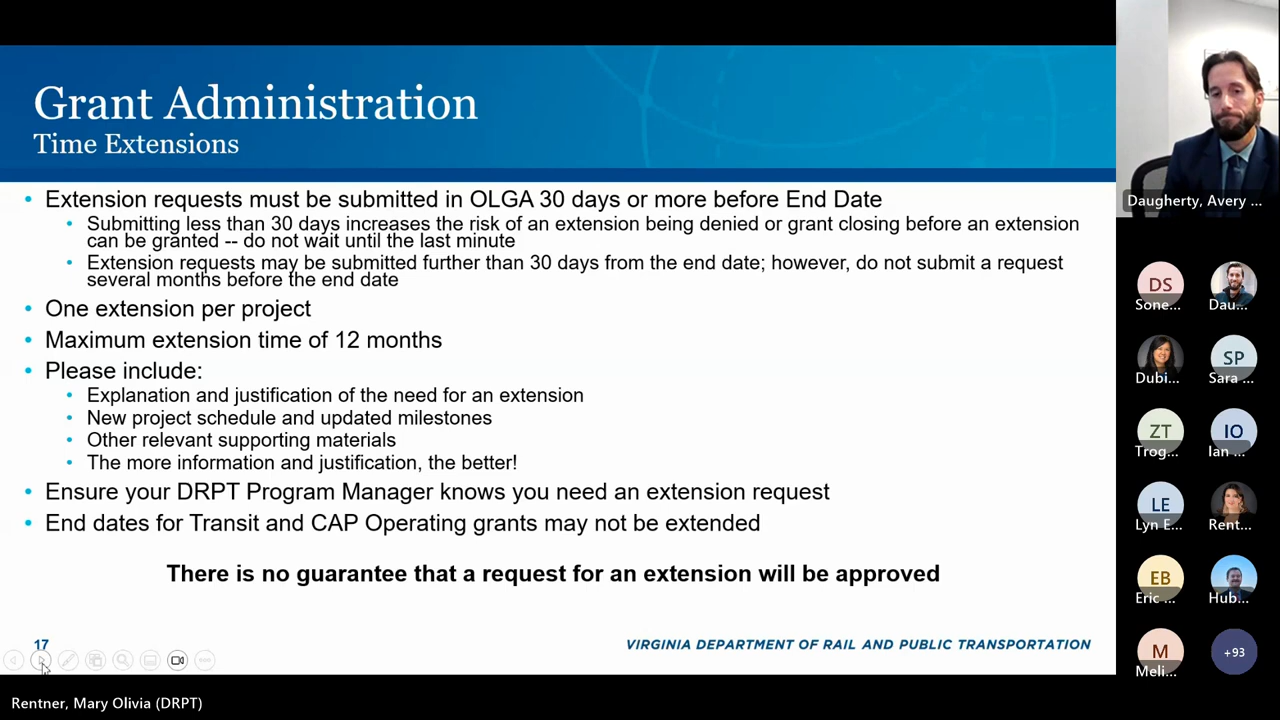 Grant Administration
Time Extensions
• Extension requests must be submitted in OLGA 30 days or more before End Date
• Submitting less than 30 days increases the risk of an extension being denied or grant closing before an extension
can be granted -- do not wait until the last minute
• Extension requests may be submitted further than 30 days from the end date; however, do not submit a request
several months before the end date
• One extension per project
• Maximum extension time of 12 months
• Please include:
• Explanation and justification of the need for an extension
• New project schedule and updated milestones
• Other relevant supporting materials
• The more information and justification, the better!
• Ensure your DRPT Program Manager knows you need an extension request
• End dates for Transit and CAP Operating grants may not be extended
There is no guarantee that a request for an extension will be approved
17
VIRGINIA DEPARTMENT OF RAIL AND PUBLIC TRANSPORTATION
Rentner, Mary Olivia (DRPT)
Daugherty, Avery ...
DS
Sone...
Dau...
Dubi...
SP
Sara ...
ZT
Trog...
IO
Ian ...
LE
Lyn E...
Rent...
EB
Eric ...
Hub...
M
Meli...
+93